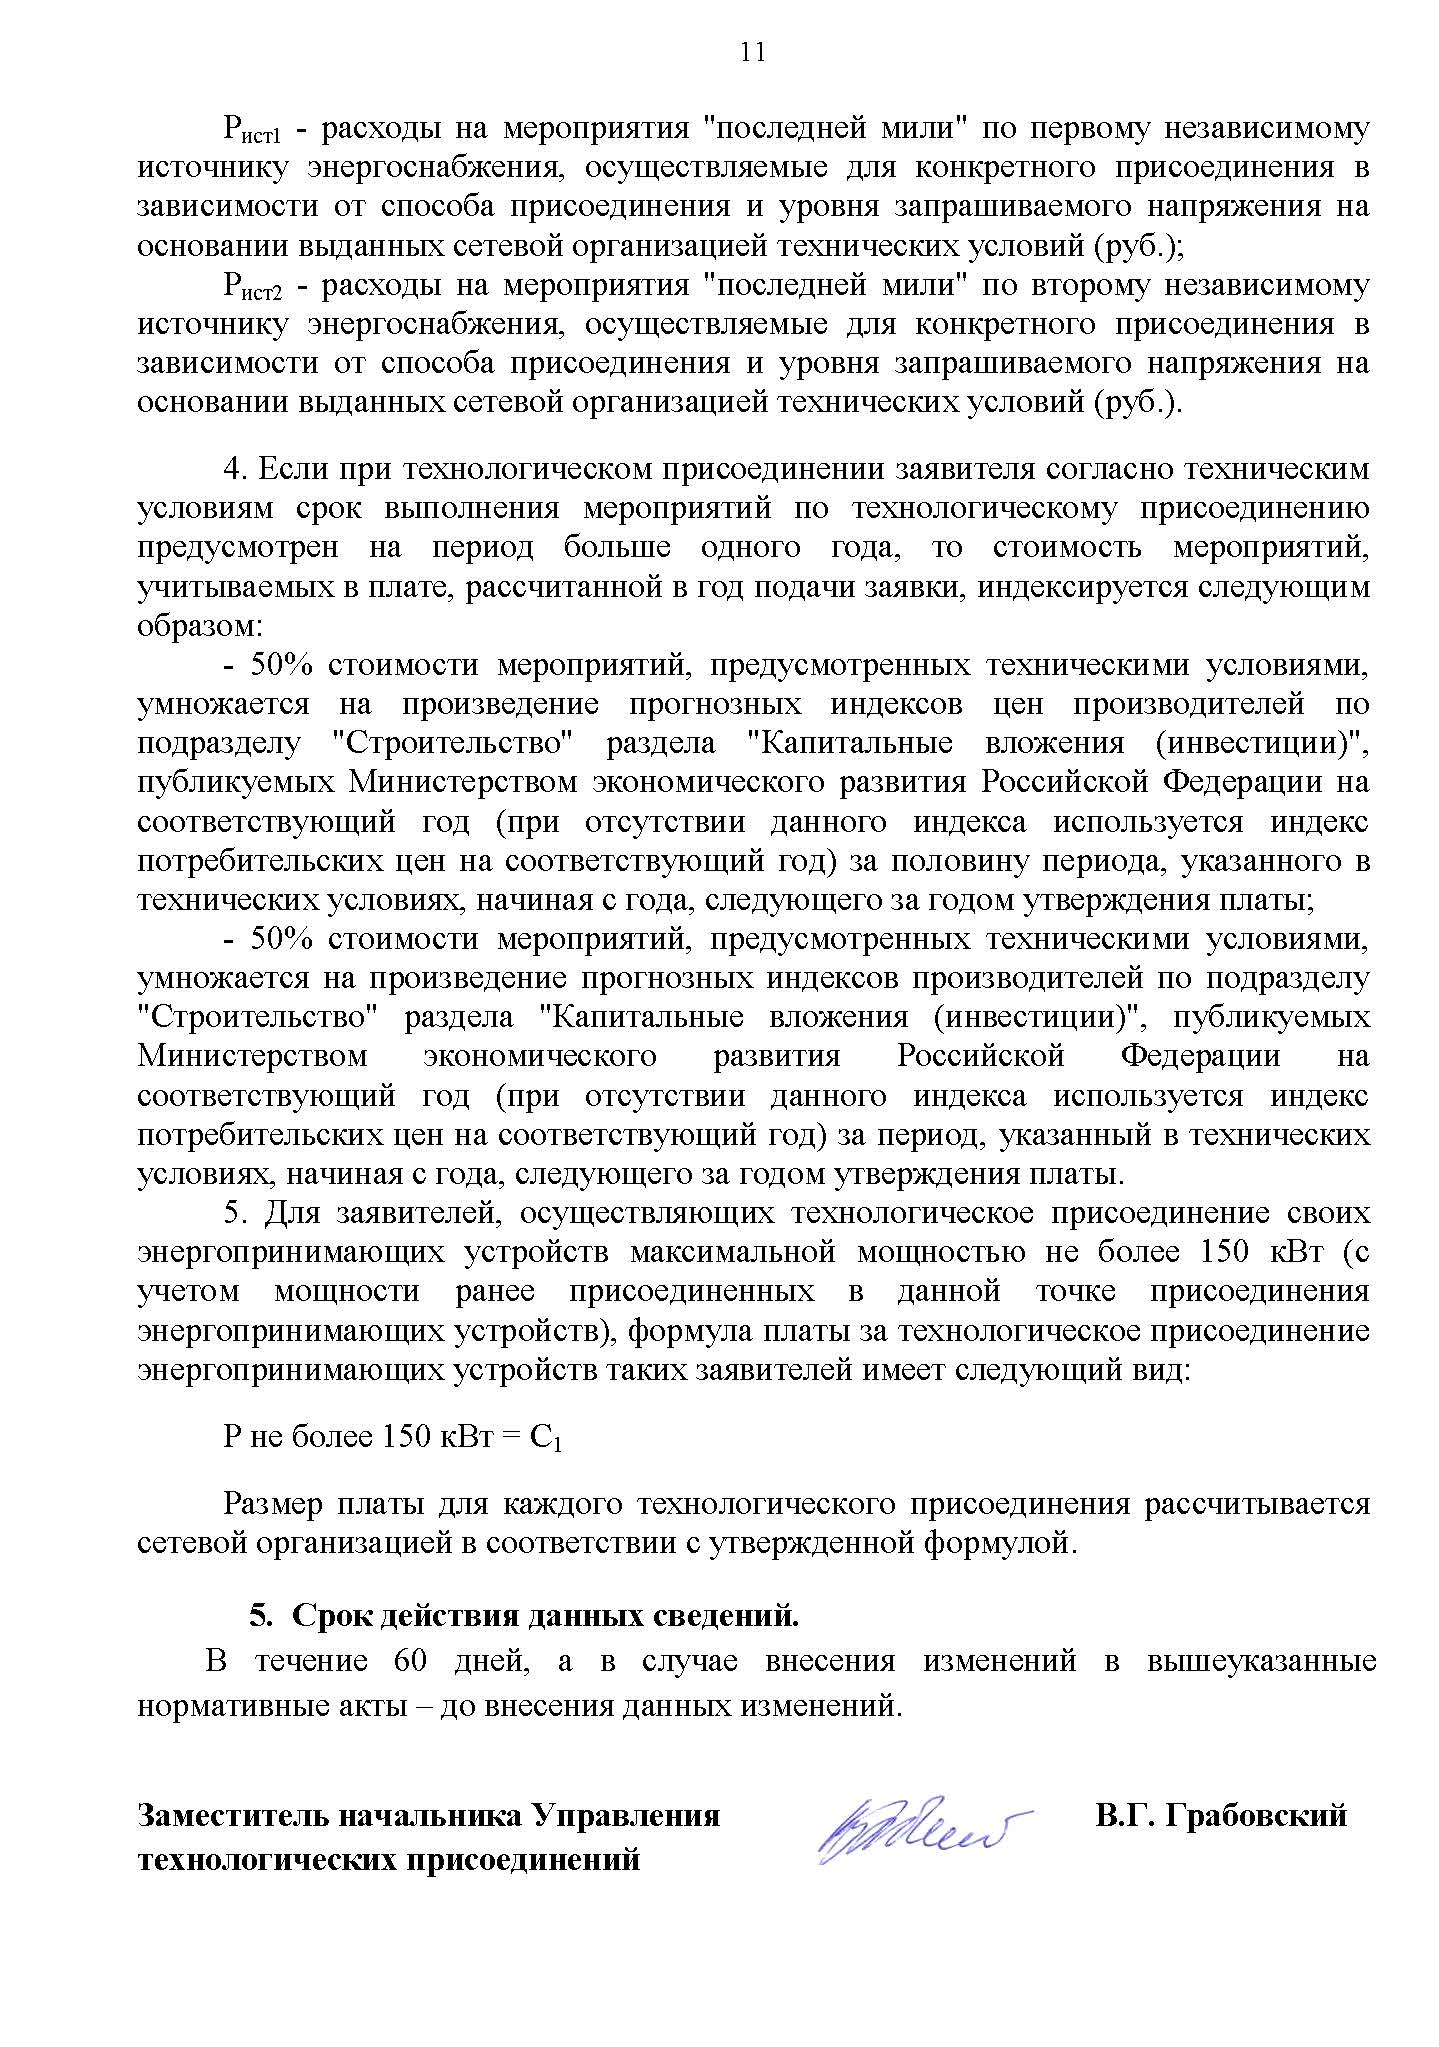 11
Рист1 - расходы на мероприятия "последней мили" по первому независимому
источнику энергоснабжения, осуществляемые для конкретного присоединения в
зависимости от способа присоединения и уровня запрашиваемого напряжения на
основании выданных сетевой организацией технических условий (руб.);
Рист2 - расходы на мероприятия "последней мили" по второму независимому
источнику энергоснабжения, осуществляемые для конкретного присоединения в
зависимости от способа присоединения и уровня запрашиваемого напряжения на
основании выданных сетевой организацией технических условий (руб.).
4. Если при технологическом присоединении заявителя согласно техническим
условиям срок выполнения мероприятий по технологическому присоединению
предусмотрен на период больше одного года, то стоимость мероприятий,
учитываемых в плате, рассчитанной в год подачи заявки, индексируется следующим
образом:
- 50% стоимости мероприятий, предусмотренных техническими условиями,
умножается на произведение прогнозных индексов цен производителей по
подразделу "Строительство" раздела "Капитальные вложения (инвестиции)",
публикуемых Министерством экономического развития Российской Федерации на
соответствующий год (при отсутствии данного индекса используется индекс
потребительских цен на соответствующий год) за половину периода, указанного в
технических условиях, начиная с года, следующего за годом утверждения платы;
- 50% стоимости мероприятий, предусмотренных техническими условиями,
умножается на произведение прогнозных индексов производителей по подразделу
"Строительство" раздела "Капитальные вложения (инвестиции)", публикуемых
Министерством экономического развития Российской Федерации на
соответствующий год (при отсутствии данного индекса используется индекс
потребительских цен на соответствующий год) за период, указанный в технических
условиях, начиная с года, следующего за годом утверждения платы.
5. Для заявителей, осуществляющих технологическое присоединение своих
энергопринимающих устройств максимальной мощностью не более 150 кВт (с
учетом мощности ранее присоединенных в данной точке присоединения
энергопринимающих устройств), формула платы за технологическое присоединение
энергопринимающих устройств таких заявителей имеет следующий вид:
Р не более 150 кВт = С1
Размер платы для каждого технологического присоединения рассчитывается
сетевой организацией в соответствии с утвержденной формулой.
5. Срок действия данных сведений.
В течение 60 дней, а в случае внесения изменений в вышеуказанные
нормативные акты – до внесения данных изменений.
Заместитель начальника Управления В.Г. Грабовский
технологических присоединений